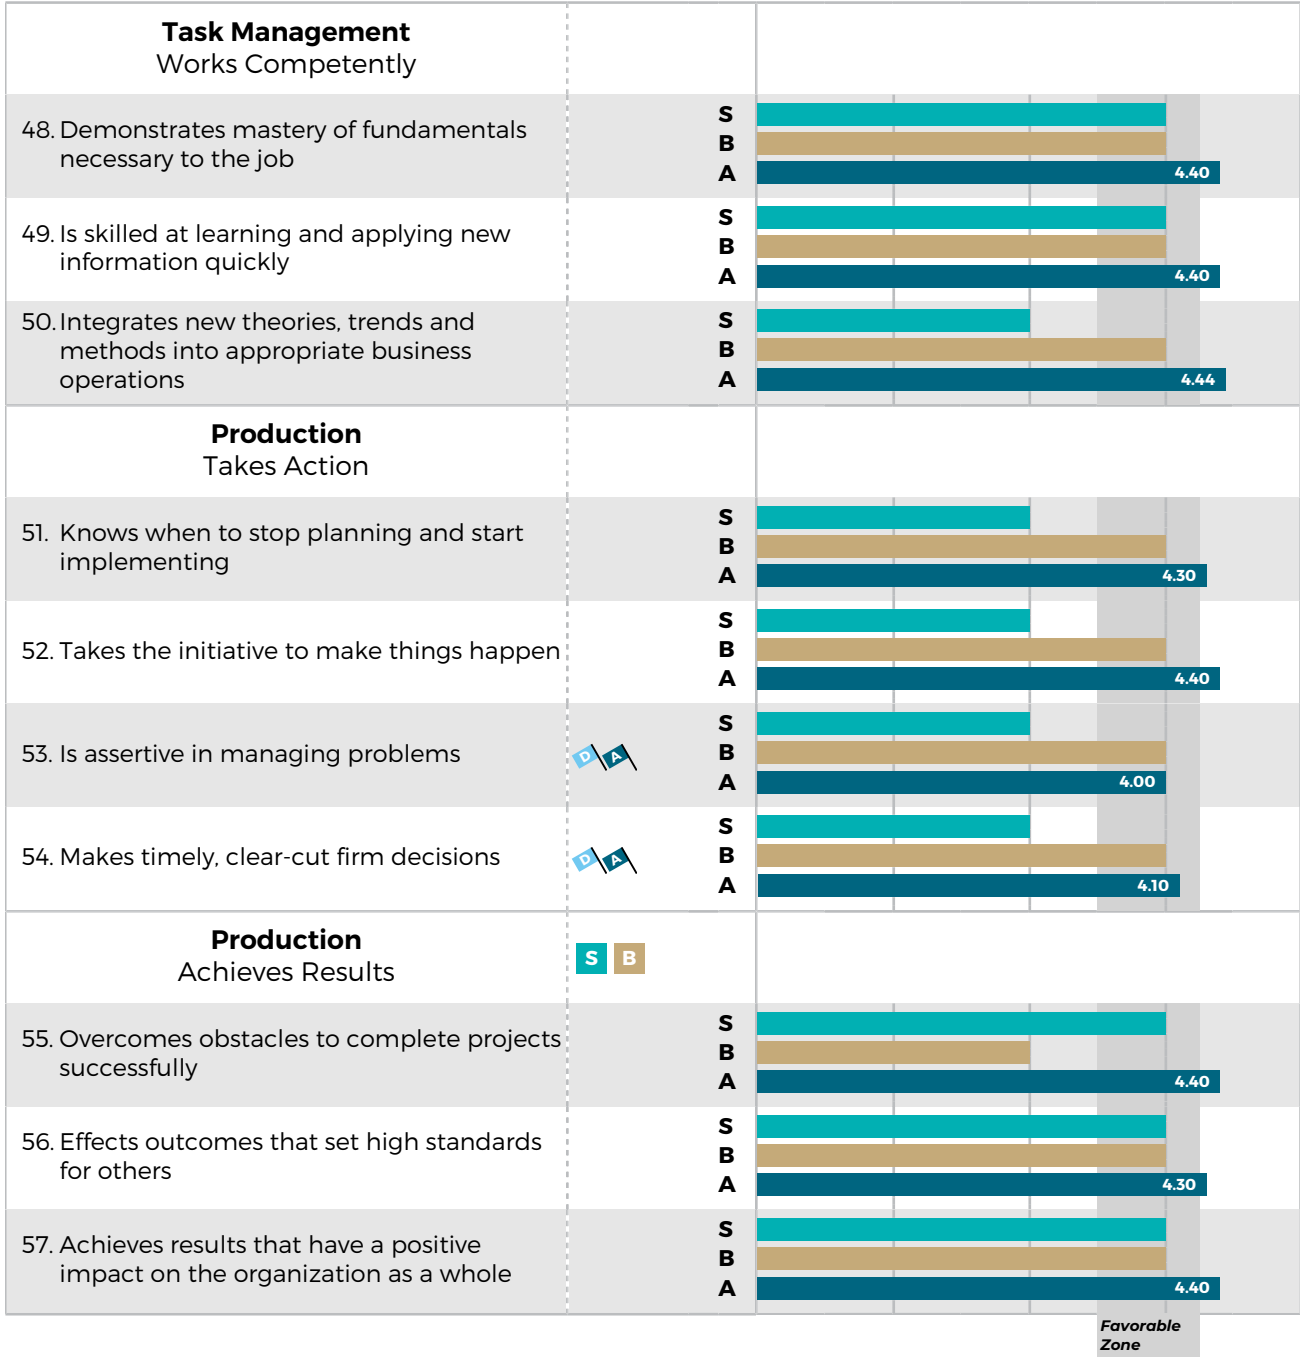 Task Management
Works Competently
48. Demonstrates mastery of fundamentals
necessary to the job
S
B
A
4.40
49. Is skilled at learning and applying new
information quickly
S
B
A
4.40
50. Integrates new theories, trends and
methods into appropriate business
operations
S
B
A
4.44
Production
Takes Action
51. Knows when to stop planning and start
implementing
S
B
A
4.30
52. Takes the initiative to make things happen
S
B
A
4.40
53. Is assertive in managing problems
D A
S
B
A
4.00
54. Makes timely, clear-cut firm decisions
D A
S
B
A
4.10
Production
Achieves Results
S B
55. Overcomes obstacles to complete projects
successfully
S
B
A
4.40
56. Effects outcomes that set high standards
for others
S
B
A
4.30
57. Achieves results that have a positive
impact on the organization as a whole
S
B
A
4.40
Favorable
Zone